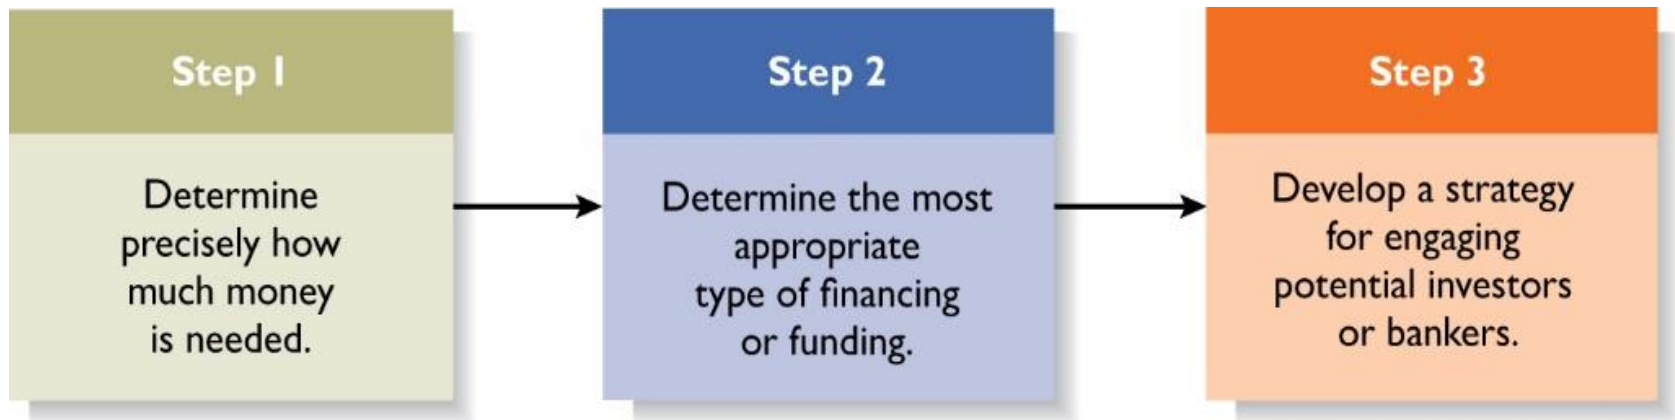 Step 1
Determine
precisely how
much money
is needed.
Step 2
Determine the most
appropriate
type of financing
or funding.
Step 3
Develop a strategy
for engaging
potential investors
or bankers.